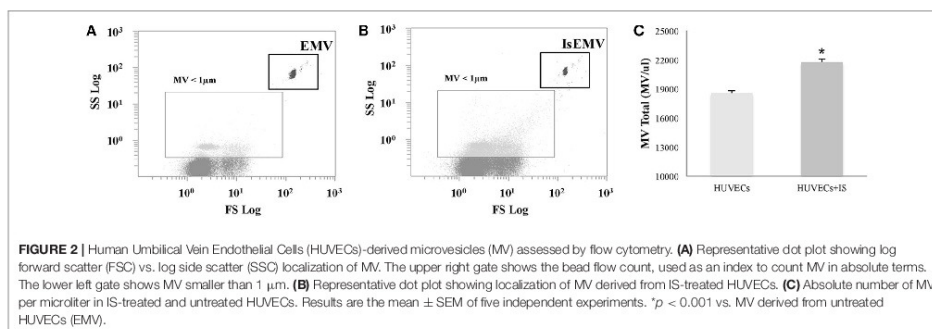 A
EMV
MV < 1μm
SS Log
10³
10²
10¹
10⁰
10⁰ 10¹ 10² 10³
FS Log
B
IsEMV
MV < 1μm
SS Log
10³
10²
10¹
10⁰
10⁰ 10¹ 10² 10³
FS Log
C
MV Total (MV/ul)
25000
22000
19000
16000
13000
10000
*
HUVECs HUVECs+IS
FIGURE 2 | Human Umbilical Vein Endothelial Cells (HUVECs)-derived microvesicles (MV) assessed by flow cytometry. (A) Representative dot plot showing log
forward scatter (FSC) vs. log side scatter (SSC) localization of MV. The upper right gate shows the bead flow count, used as an index to count MV in absolute terms.
The lower left gate shows MV smaller than 1 μm. (B) Representative dot plot showing localization of MV derived from IS-treated HUVECs. (C) Absolute number of MV
per microliter in IS-treated and untreated HUVECs. Results are the mean ± SEM of five independent experiments. *p < 0.001 vs. MV derived from untreated
HUVECs (EMV).